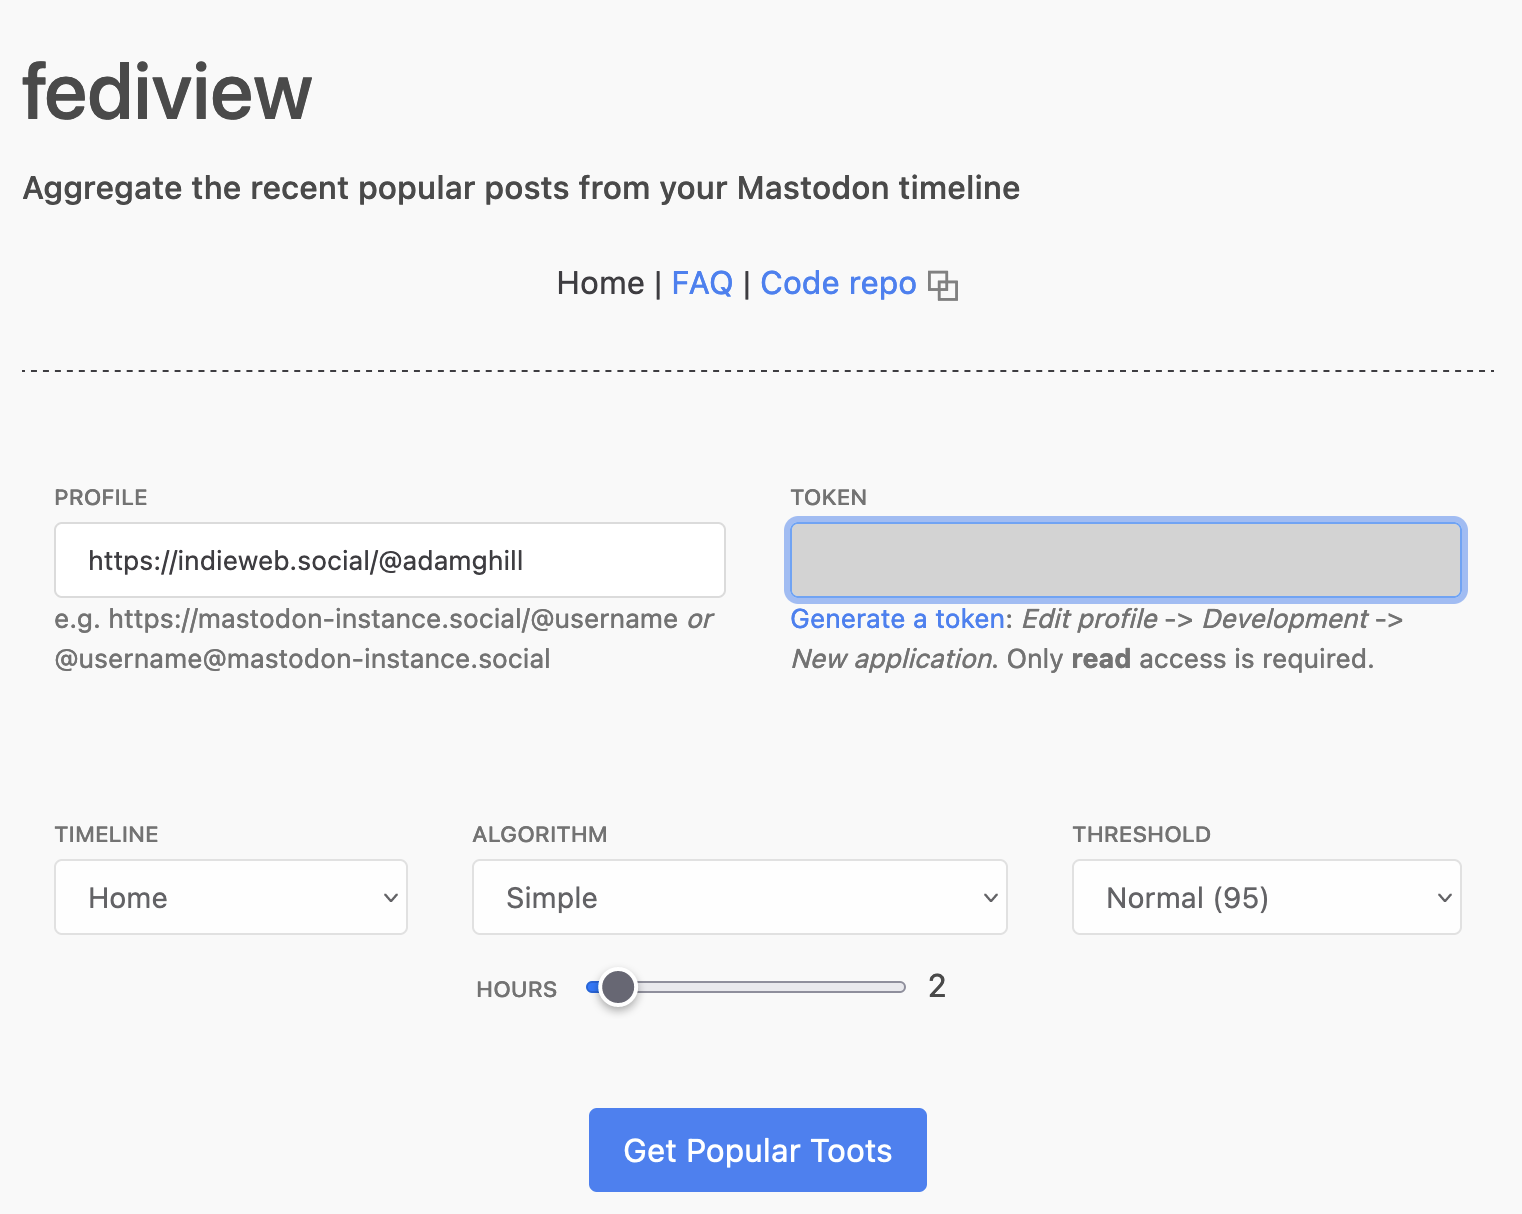 fediview
Aggregate the recent popular posts from your Mastodon timeline
Home | FAQ | Code repo
PROFILE
https://indieweb.social/@adamghill
e.g. https://mastodon-instance.social/@username or
@username@mastodon-instance.social
TOKEN
Generate a token: Edit profile -> Development ->
New application. Only read access is required.
TIMELINE
Home
ALGORITHM
Simple
THRESHOLD
Normal (95)
HOURS 2
Get Popular Toots